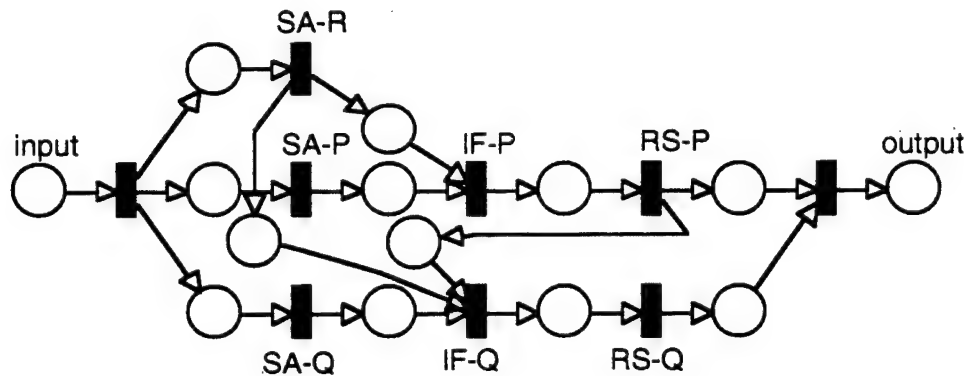 SA-R
input
SA-P
IF-P
RS-P
output
SA-Q
IF-Q
RS-Q